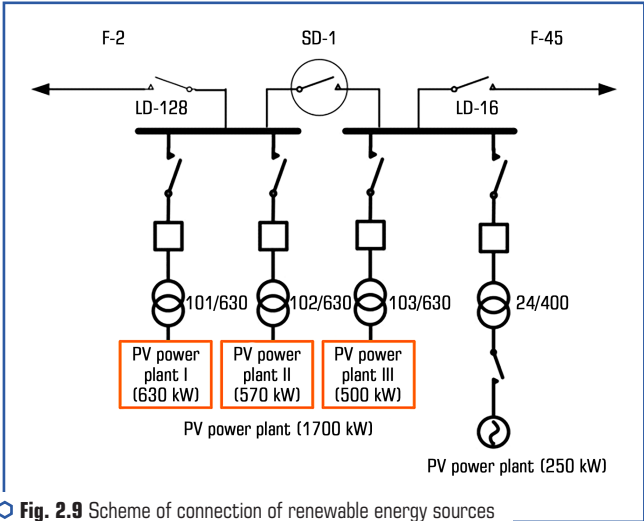 F-2
SD-1
F-45
LD-128
LD-16
101/630
102/630
103/630
24/400
PV power
plant I
(630 kW)
PV power
plant II
(570 kW)
PV power
plant III
(500 kW)
PV power plant (1700 kW)
PV power plant (250 kW)
Fig. 2.9 Scheme of connection of renewable energy sources